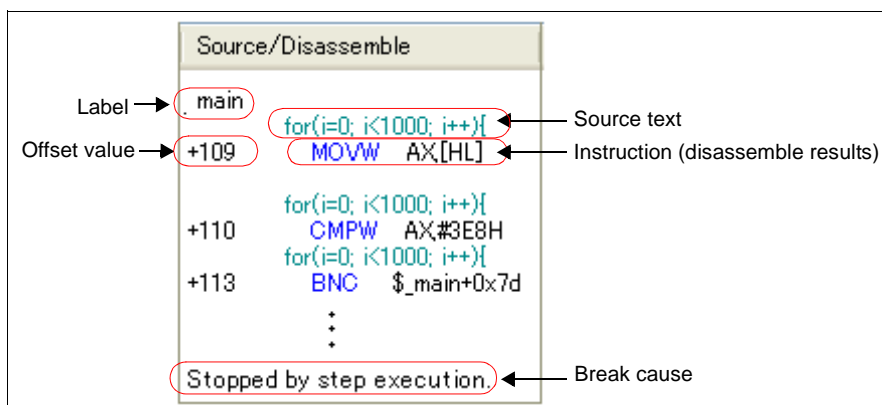 Source/Disassemble
Label
_main
for(i=0; i<1000; i++){
Source text
Offset value
+109 MOVW AX,[HL]
Instruction (disassemble results)
for(i=0; i<1000; i++){
+110 CMPW AX,#3E8H
for(i=0; i<1000; i++){
+113 BNC $_main+0x7d
Stopped by step execution.
Break cause